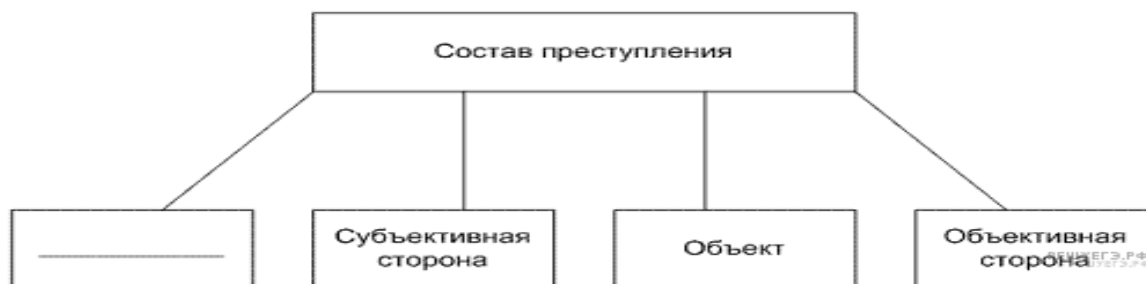 Состав преступления
Субъективная
сторона
Объект
Объективная
сторона